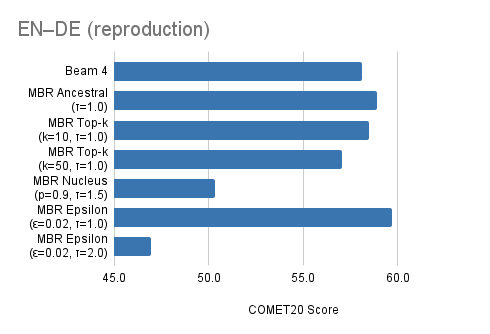 EN–DE (reproduction)
Beam 4
MBR Ancestral
(τ=1.0)
MBR Top-k
(k=10, τ=1.0)
MBR Top-k
(k=50, τ=1.0)
MBR Nucleus
(p=0.9, τ=1.5)
MBR Epsilon
(ε=0.02, τ=1.0)
MBR Epsilon
(ε=0.02, τ=2.0)
45.0 50.0 55.0 60.0
COMET20 Score